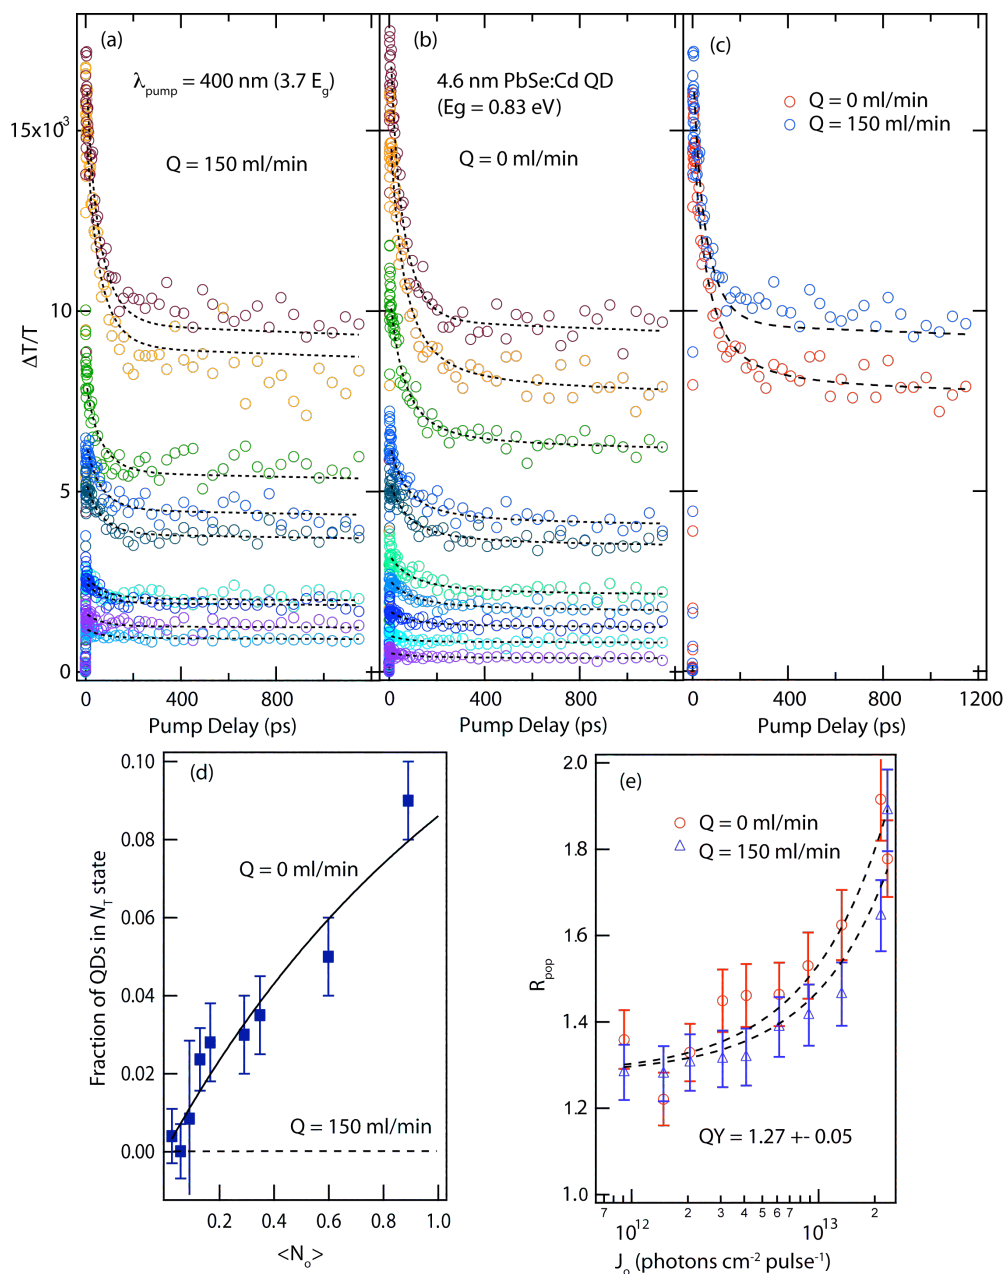 (a)
λpump = 400 nm (3.7 Eg)
Q = 150 ml/min
(b)
4.6 nm PbSe:Cd QD
(Eg = 0.83 eV)
Q = 0 ml/min
(c)
Q = 0 ml/min
Q = 150 ml/min
15x10³
10
5
0
ΔT/T
0 400 800
0 400 800
0 400 800 1200
Pump Delay (ps)
Pump Delay (ps)
Pump Delay (ps)
(d)
Q = 0 ml/min
Q = 150 ml/min
0.10
0.08
0.06
0.04
0.02
0.00
Fraction of QDs in NT state
0.2 0.4 0.6 0.8 1.0
<No>
(e)
Q = 0 ml/min
Q = 150 ml/min
QY = 1.27 +- 0.05
2.0
1.8
1.6
1.4
1.2
1.0
Rpop
7 2 3 4 5 6 7 2
10¹² 10¹³
Jo (photons cm⁻² pulse⁻¹)